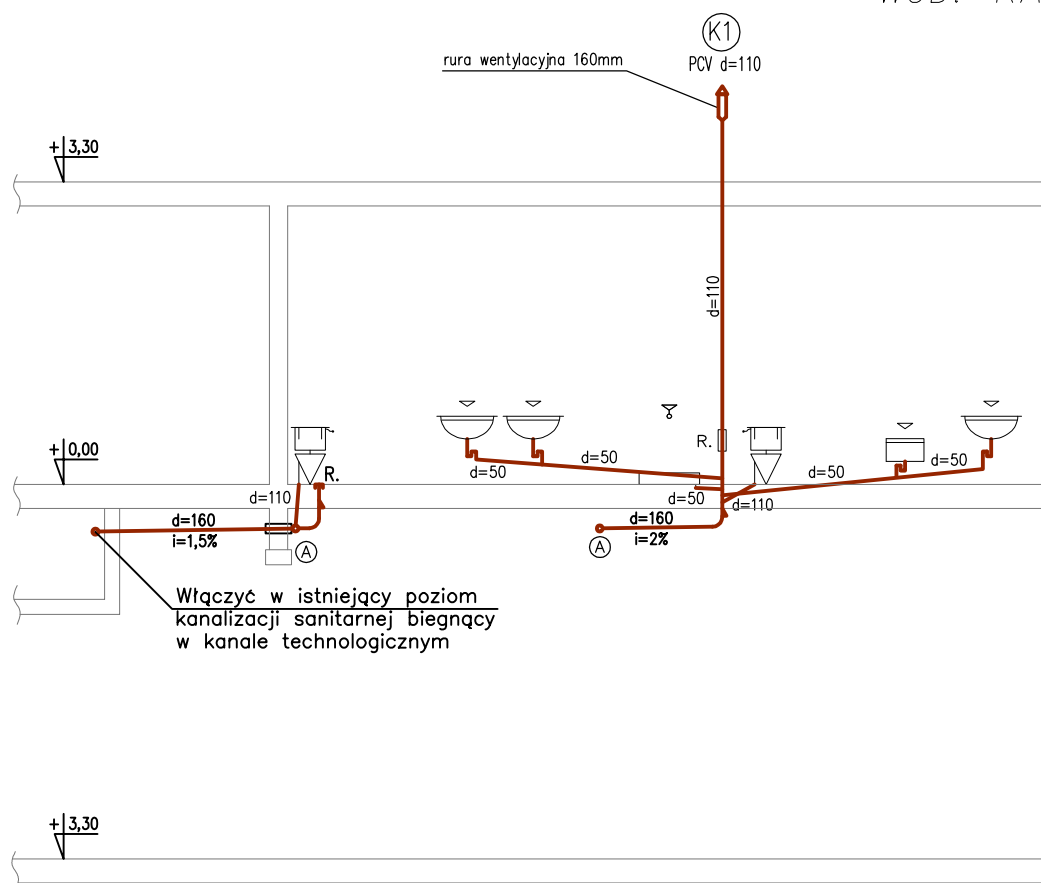 K1
PCV d=110
rura wentylacyjna 160mm
+ 3,30
d=110
+ 0,00
R.
R.
d=50
d=50
d=50
d=50
d=110
d=50
d=110
d=160
i=1,5%
A
d=160
i=2%
A
Włączyć w istniejący poziom
kanalizacji sanitarnej biegnący
w kanale technologicznym
+ 3,30